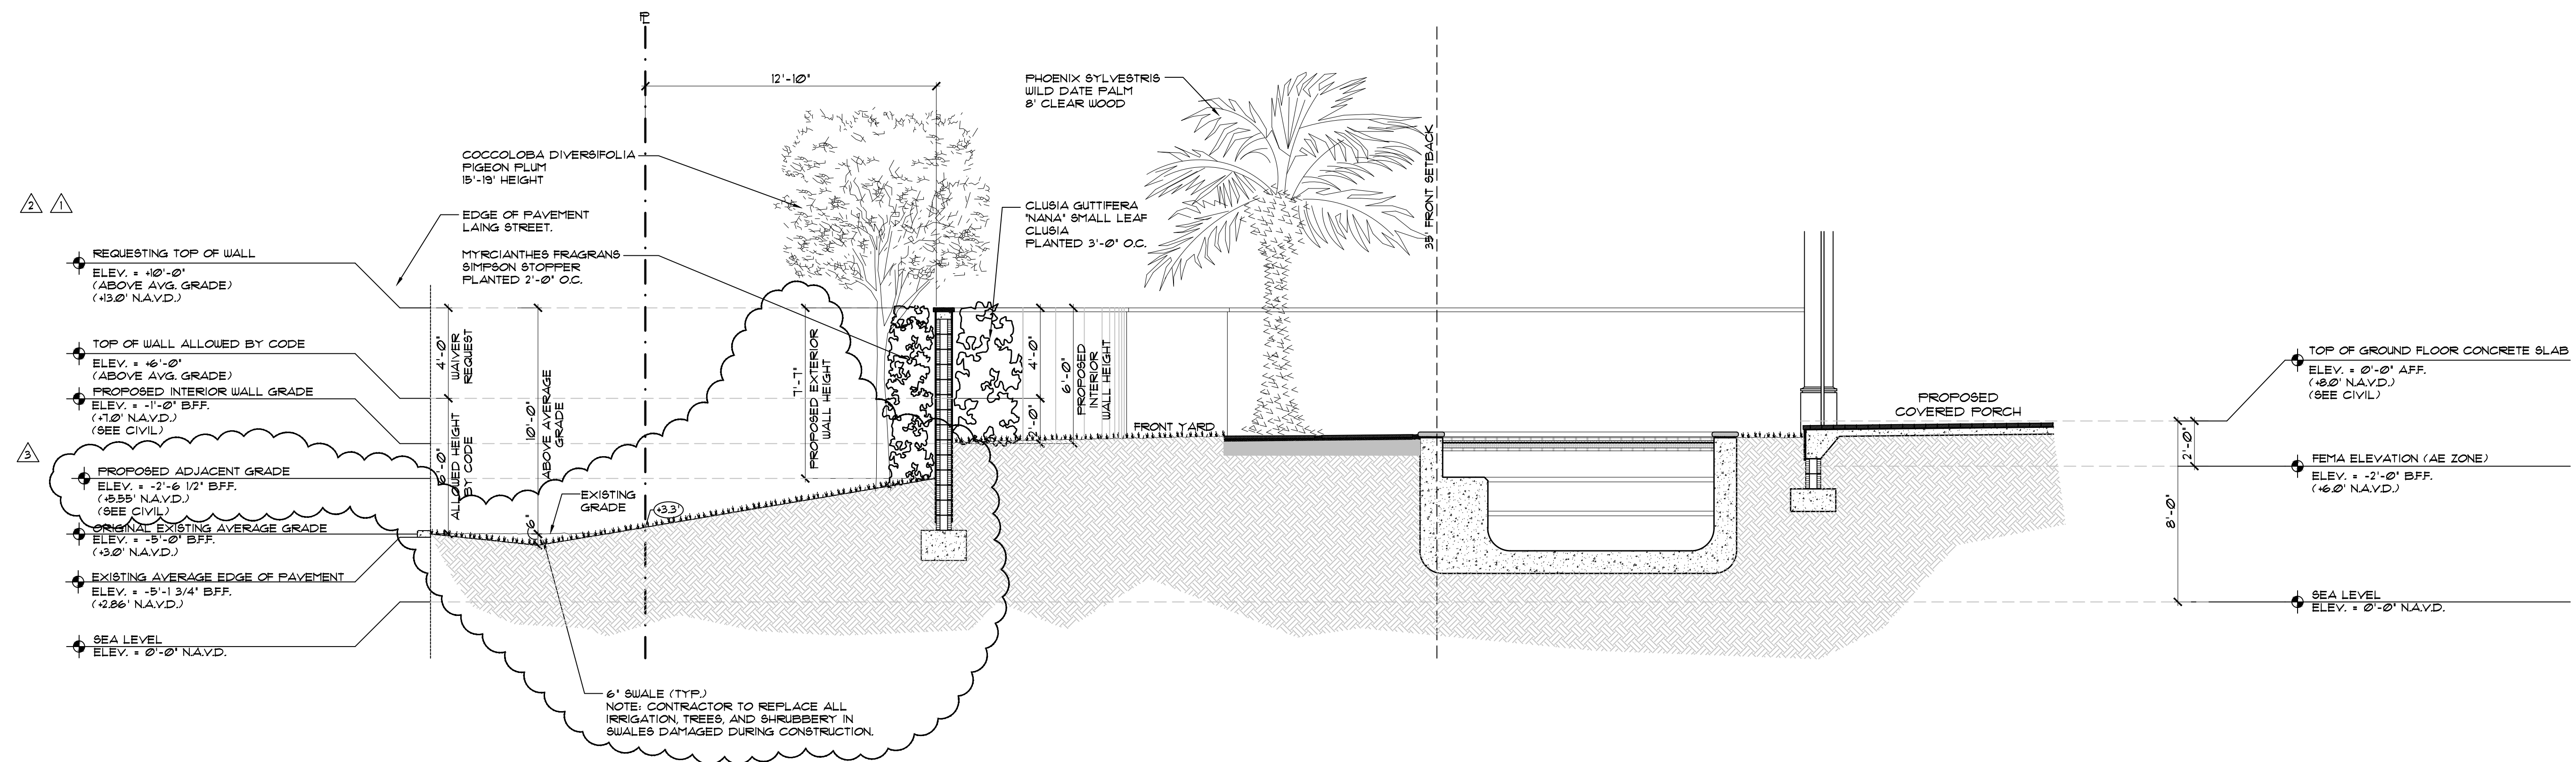 PL
12'-10"
PHOENIX SYLVESTRIS
WILD DATE PALM
8' CLEAR WOOD
35' FRONT SETBACK
COCCOLOBA DIVERSIFOLIA
PIGEON PLUM
15'-19' HEIGHT
2 1
EDGE OF PAVEMENT
LAING STREET.
CLUSIA GUTTIFERA
"NANA" SMALL LEAF
CLUSIA
PLANTED 3'-0" O.C.
MYRCIANTHES FRAGRANS
SIMPSON STOPPER
PLANTED 2'-0" O.C.
REQUESTING TOP OF WALL
ELEV. = +10'-0"
(ABOVE AVG. GRADE)
(+13.0' N.A.V.D.)
TOP OF WALL ALLOWED BY CODE
ELEV. = +6'-0"
(ABOVE AVG. GRADE)
PROPOSED INTERIOR WALL GRADE
ELEV. = -1'-0" B.F.F.
(+7.0' N.A.V.D.)
(SEE CIVIL)
3
PROPOSED ADJACENT GRADE
ELEV. = -2'-6 1/2" B.F.F.
(+5.55' N.A.V.D.)
(SEE CIVIL)
ORIGINAL EXISTING AVERAGE GRADE
ELEV. = -5'-0" B.F.F.
(+3.0' N.A.V.D.)
EXISTING AVERAGE EDGE OF PAVEMENT
ELEV. = -5'-1 3/4" B.F.F.
(+2.86' N.A.V.D.)
SEA LEVEL
ELEV. = 0'-0" N.A.V.D.
4'-0"
WAIVER
REQUEST
6'-0"
ALLOWED HEIGHT
BY CODE
10'-0"
ABOVE AVERAGE
GRADE
6"
EXISTING
GRADE
+3.3'
7'-7"
PROPOSED EXTERIOR
WALL HEIGHT
4'-0"
2'-0"
6'-0"
PROPOSED
INTERIOR
WALL HEIGHT
FRONT YARD
PROPOSED
COVERED PORCH
6" SWALE (TYP.)
NOTE: CONTRACTOR TO REPLACE ALL
IRRIGATION, TREES, AND SHRUBBERY IN
SWALES DAMAGED DURING CONSTRUCTION.
2'-0"
8'-0"
TOP OF GROUND FLOOR CONCRETE SLAB
ELEV. = 0'-0" A.F.F.
(+8.0' N.A.V.D.)
(SEE CIVIL)
FEMA ELEVATION (AE ZONE)
ELEV. = -2'-0" B.F.F.
(+6.0' N.A.V.D.)
SEA LEVEL
ELEV. = 0'-0" N.A.V.D.